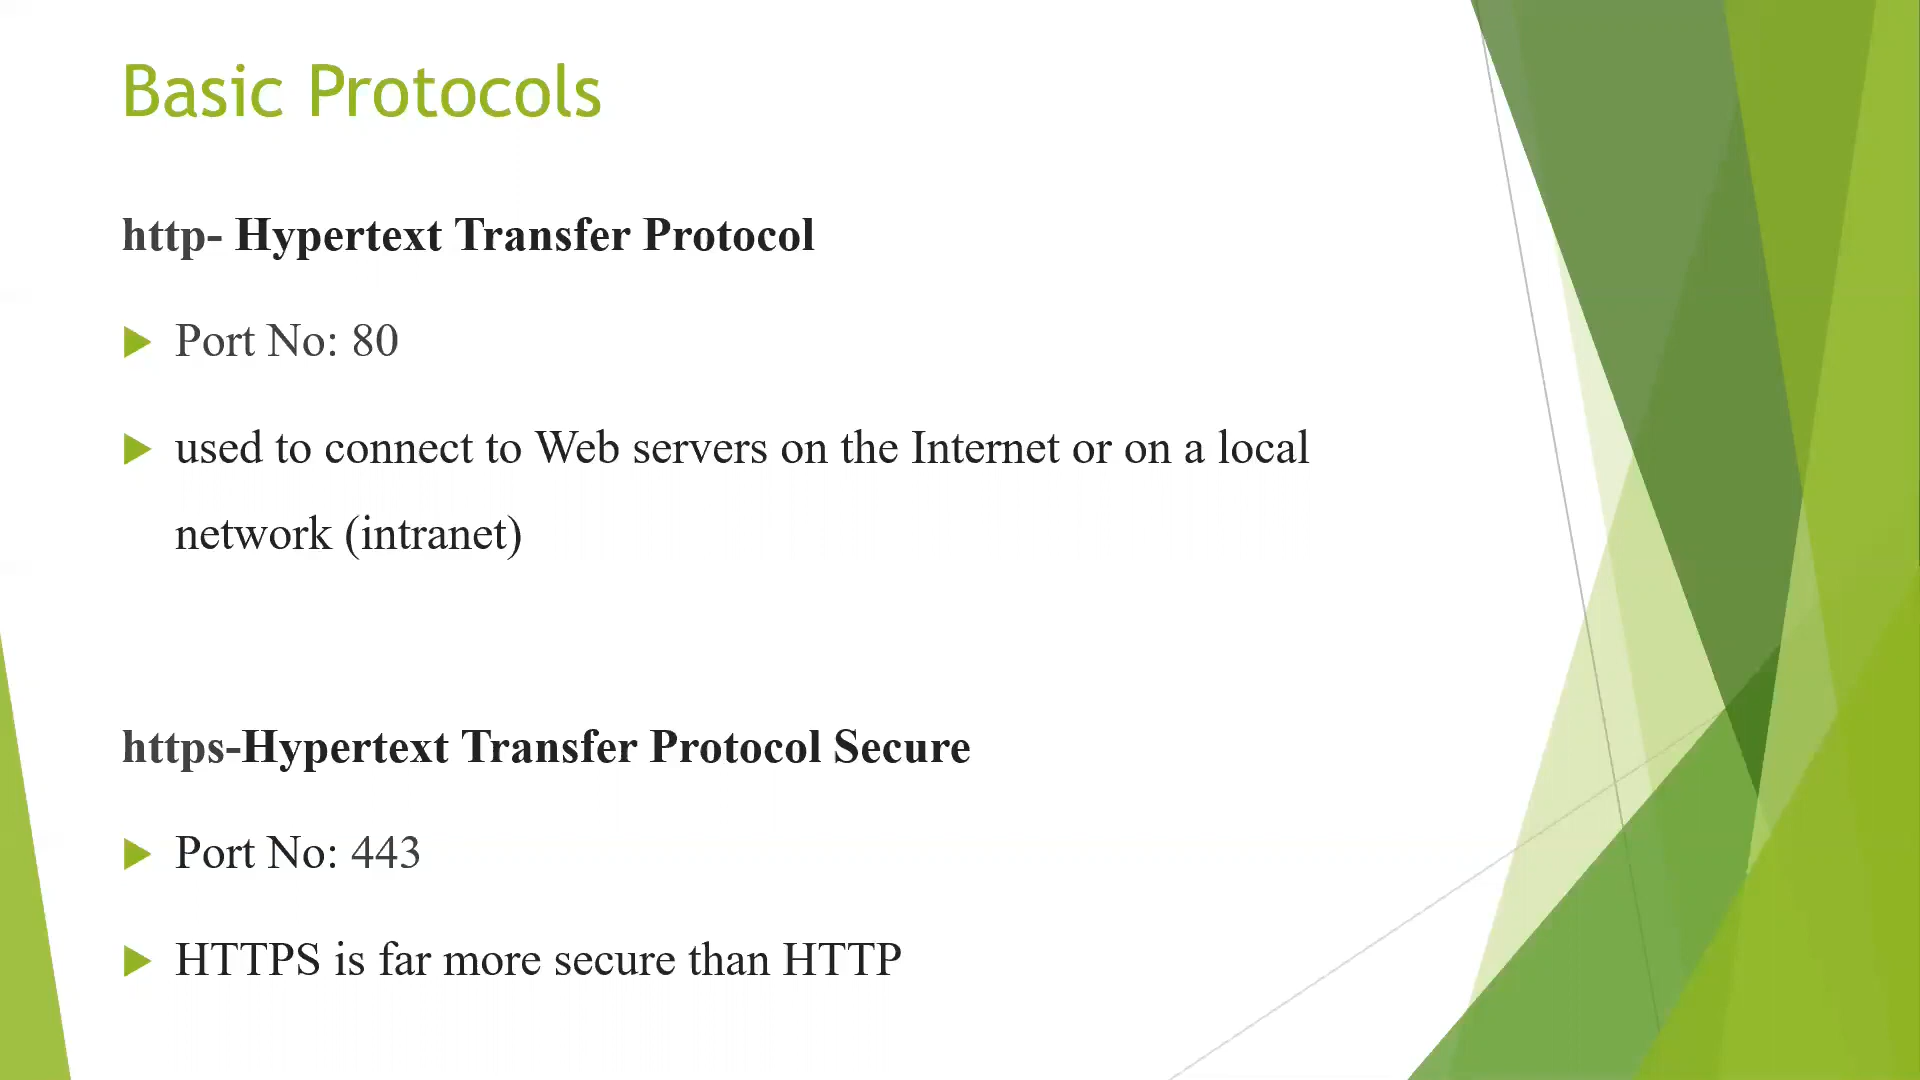 Basic Protocols
http- Hypertext Transfer Protocol
Port No: 80
used to connect to Web servers on the Internet or on a local
network (intranet)
https-Hypertext Transfer Protocol Secure
Port No: 443
HTTPS is far more secure than HTTP